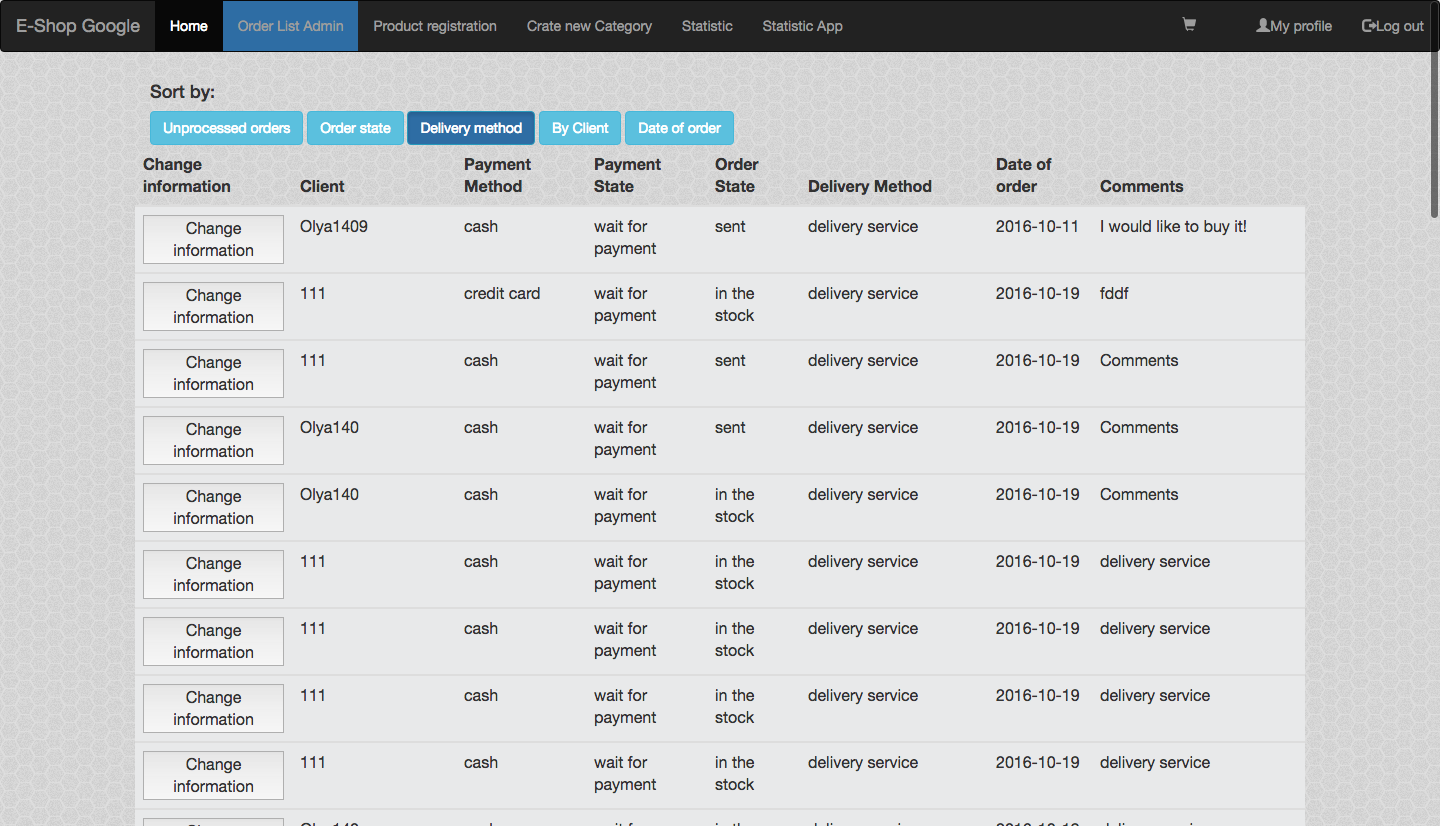 E-Shop Google Home Order List Admin Product registration Crate new Category Statistic Statistic App My profile Log out
Sort by:
Unprocessed orders Order state Delivery method By Client Date of order
Change information Client Payment Method Payment State Order State Delivery Method Date of order Comments
Change information Olya1409 cash wait for payment sent delivery service 2016-10-11 I would like to buy it!
Change information 111 credit card wait for payment in the stock delivery service 2016-10-19 fddf
Change information 111 cash wait for payment sent delivery service 2016-10-19 Comments
Change information Olya140 cash wait for payment sent delivery service 2016-10-19 Comments
Change information Olya140 cash wait for payment in the stock delivery service 2016-10-19 Comments
Change information 111 cash wait for payment in the stock delivery service 2016-10-19 delivery service
Change information 111 cash wait for payment in the stock delivery service 2016-10-19 delivery service
Change information 111 cash wait for payment in the stock delivery service 2016-10-19 delivery service
Change information 111 cash wait for payment in the stock delivery service 2016-10-19 delivery service